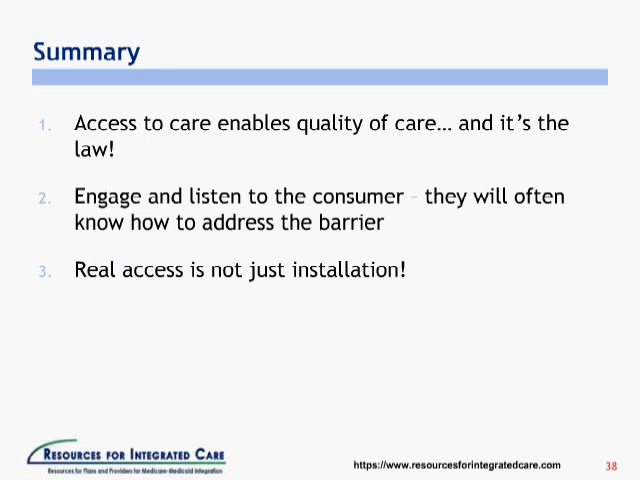 Summary
1. Access to care enables quality of care… and it's the
law!
2. Engage and listen to the consumer – they will often
know how to address the barrier
3. Real access is not just installation!
RESOURCES FOR INTEGRATED CARE
Resources for Plans and Providers for Medicare-Medicaid Integration
https://www.resourcesforintegratedcare.com
38